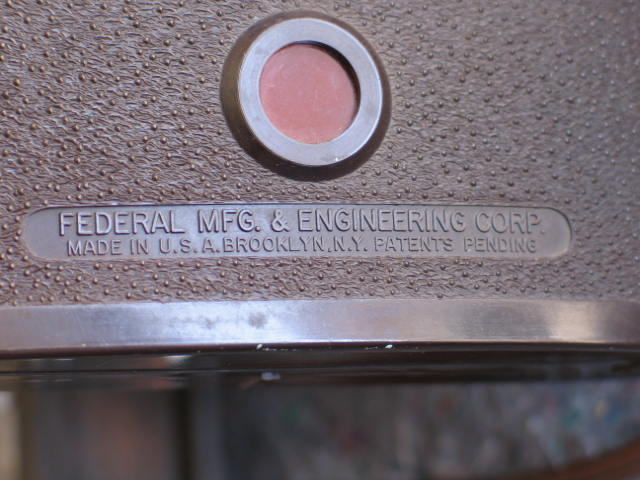 FEDERAL MFG. & ENGINEERING CORP.
MADE IN U.S.A. BROOKLYN. N.Y. PATENTS PENDING